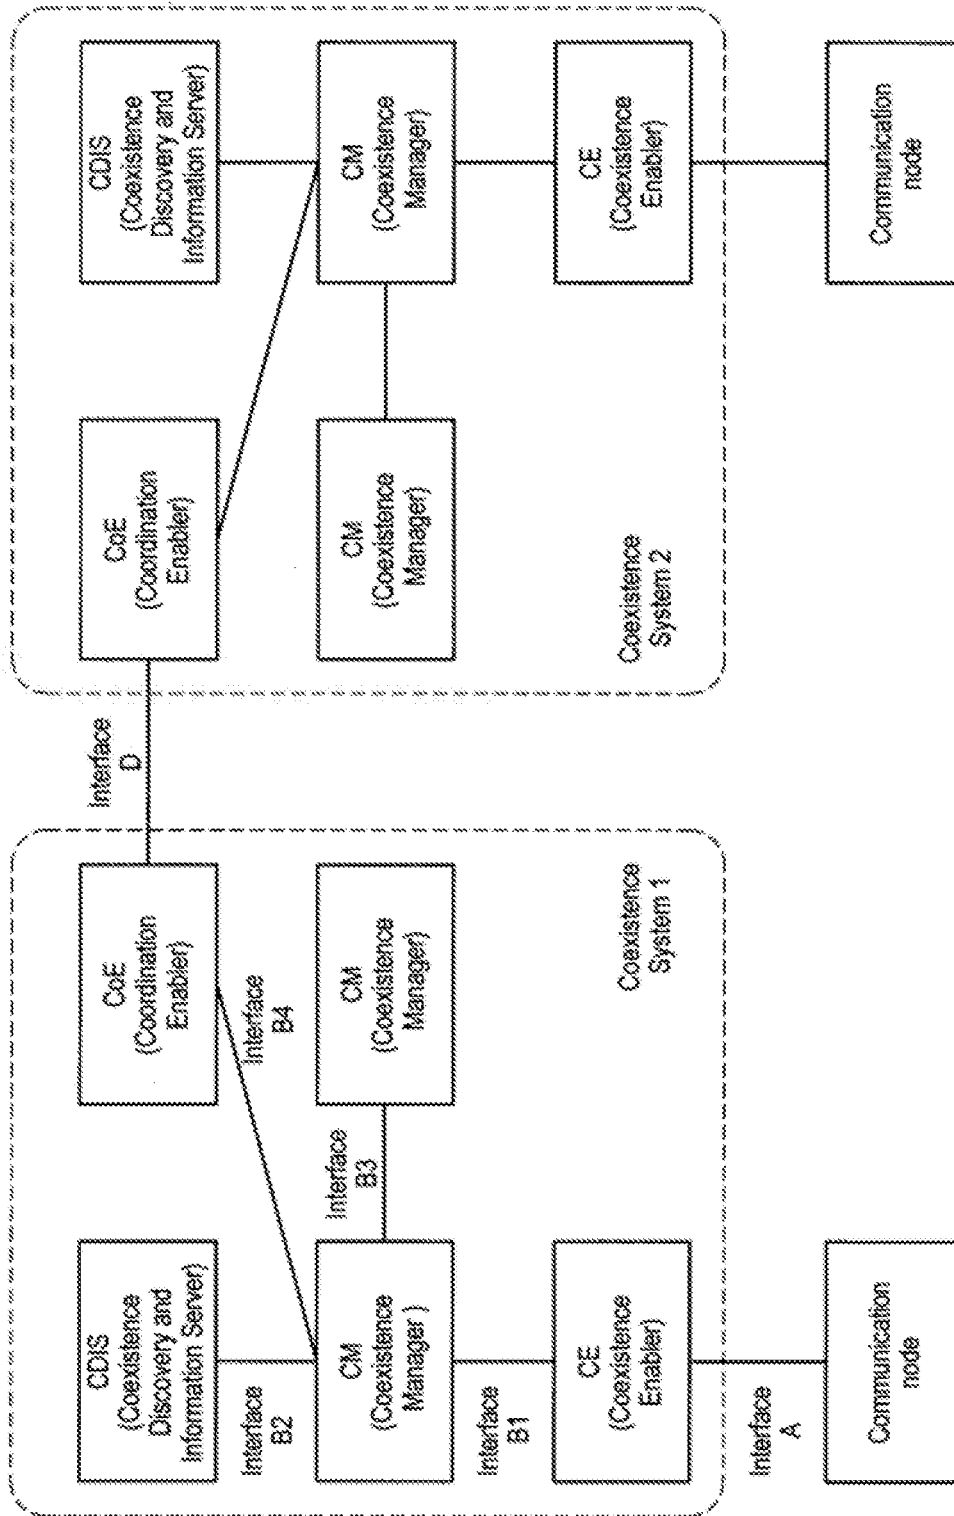 CDIS
(Coexistence
Discovery and
Information Server)
CoE
(Coordination
Enabler)
Interface
D
CoE
(Coordination
Enabler)
CDIS
(Coexistence
Discovery and
Information Server)
Interface
B2
Interface
B4
CM
(Coexistence
Manager )
Interface
B3
CM
(Coexistence
Manager)
CM
(Coexistence
Manager)
CM
(Coexistence
Manager)
Interface
B1
CE
(Coexistence
Enabler)
Coexistence
System 1
Coexistence
System 2
CE
(Coexistence
Enabler)
Interface
A
Communication
node
Communication
node